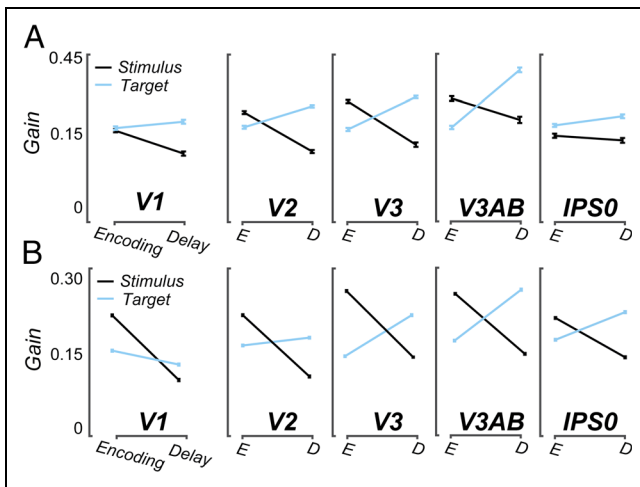 A
0.45
Stimulus
Target
Gain
0.15
0
V1
V2
V3
V3AB
IPS0
Encoding Delay
E D
E D
E D
E D
B
0.30
Stimulus
Target
Gain
0.15
0
V1
V2
V3
V3AB
IPS0
Encoding Delay
E D
E D
E D
E D